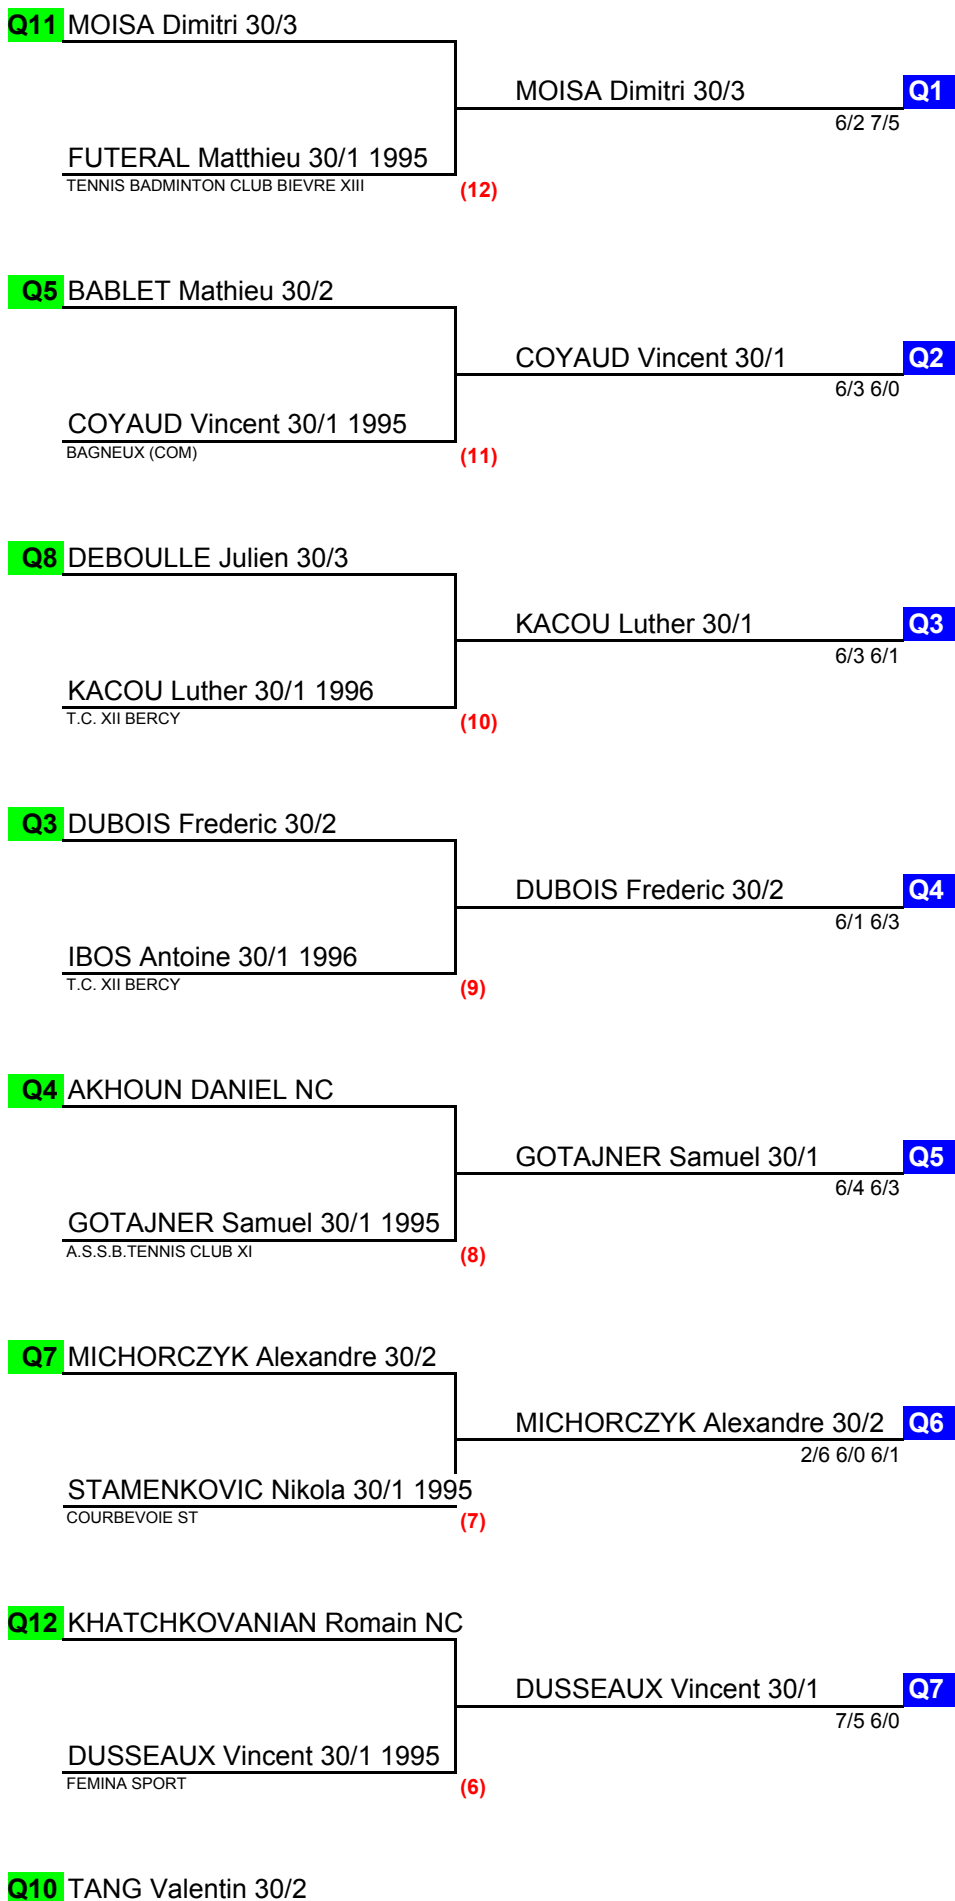 Q11 MOISA Dimitri 30/3
MOISA Dimitri 30/3 Q1
6/2 7/5
FUTERAL Matthieu 30/1 1995
TENNIS BADMINTON CLUB BIEVRE XIII
(12)
Q5 BABLET Mathieu 30/2
COYAUD Vincent 30/1 Q2
6/3 6/0
COYAUD Vincent 30/1 1995
BAGNEUX (COM)
(11)
Q8 DEBOULLE Julien 30/3
KACOU Luther 30/1 Q3
6/3 6/1
KACOU Luther 30/1 1996
T.C. XII BERCY
(10)
Q3 DUBOIS Frederic 30/2
DUBOIS Frederic 30/2 Q4
6/1 6/3
IBOS Antoine 30/1 1996
T.C. XII BERCY
(9)
Q4 AKHOUN DANIEL NC
GOTAJNER Samuel 30/1 Q5
6/4 6/3
GOTAJNER Samuel 30/1 1995
A.S.S.B.TENNIS CLUB XI
(8)
Q7 MICHORCZYK Alexandre 30/2
MICHORCZYK Alexandre 30/2 Q6
2/6 6/0 6/1
STAMENKOVIC Nikola 30/1 1995
COURBEVOIE ST
(7)
Q12 KHATCHKOVANIAN Romain NC
DUSSEAUX Vincent 30/1 Q7
7/5 6/0
DUSSEAUX Vincent 30/1 1995
FEMINA SPORT
(6)
Q10 TANG Valentin 30/2